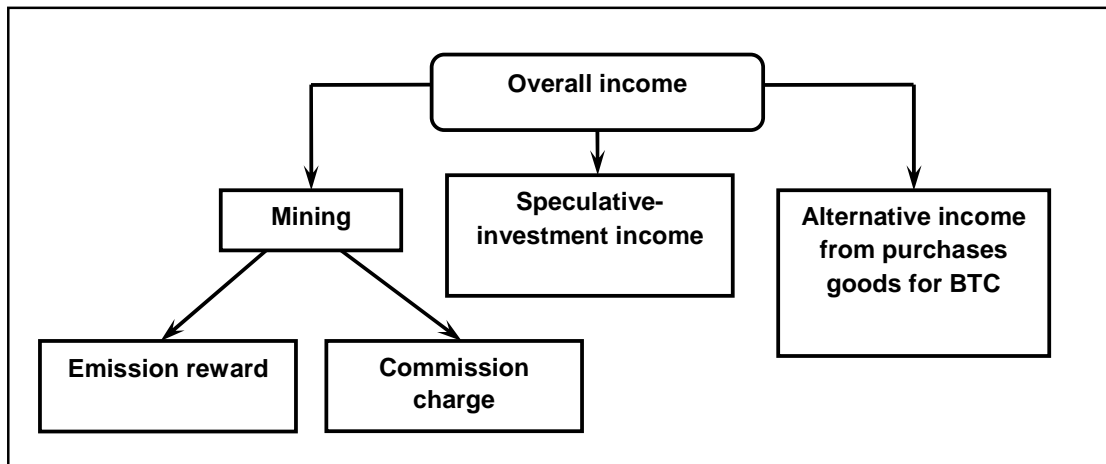 Overall income
Mining
Speculative-
investment income
Alternative income
from purchases
goods for BTC
Emission reward
Commission
charge